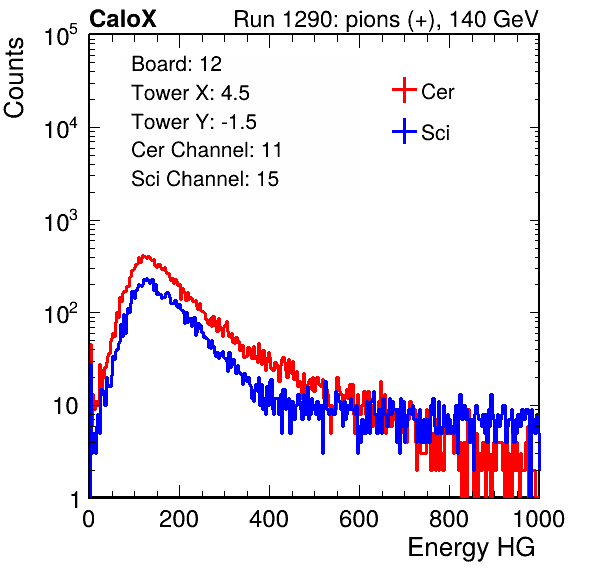 CaloX Run 1290: pions (+), 140 GeV
Counts
Board: 12
Tower X: 4.5
Tower Y: -1.5
Cer Channel: 11
Sci Channel: 15
Cer
Sci
10^5
10^4
10^3
10^2
10
1
0 200 400 600 800 1000
Energy HG